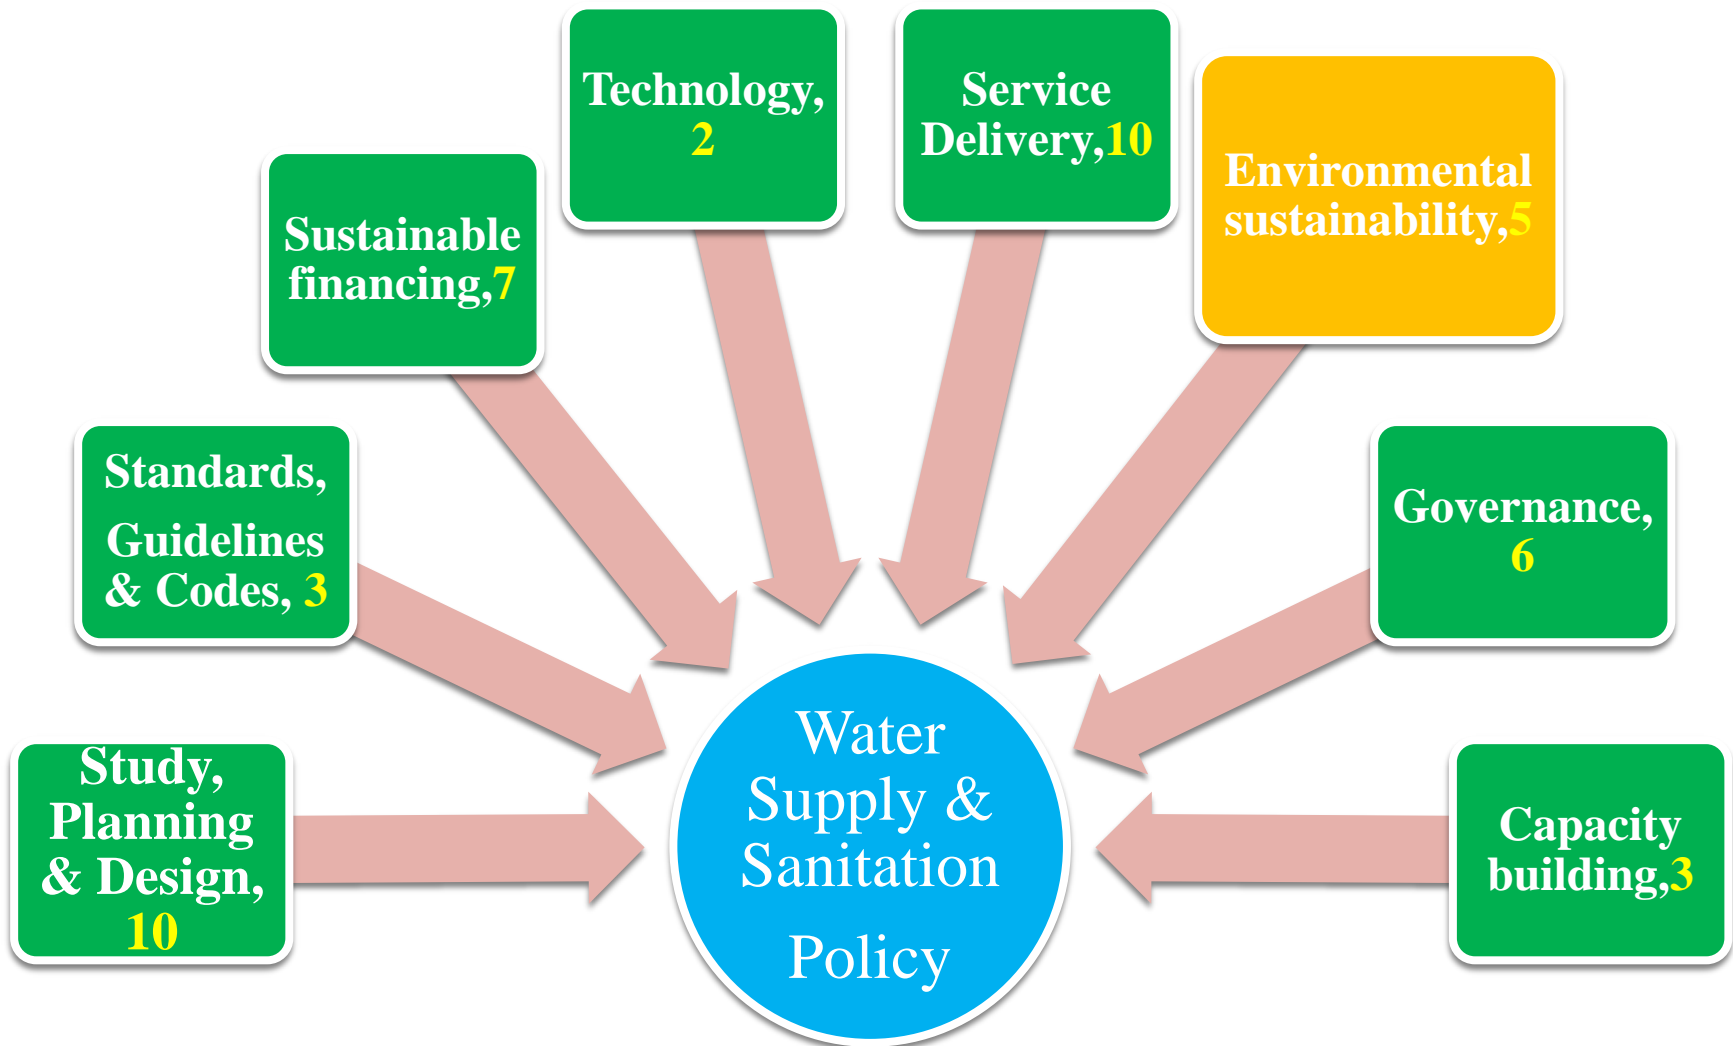 Study,
Planning
& Design,
10
Standards,
Guidelines
& Codes, 3
Sustainable
financing,7
Technology,
2
Service
Delivery,10
Environmental
sustainability,5
Governance,
6
Capacity
building,3
Water
Supply &
Sanitation
Policy